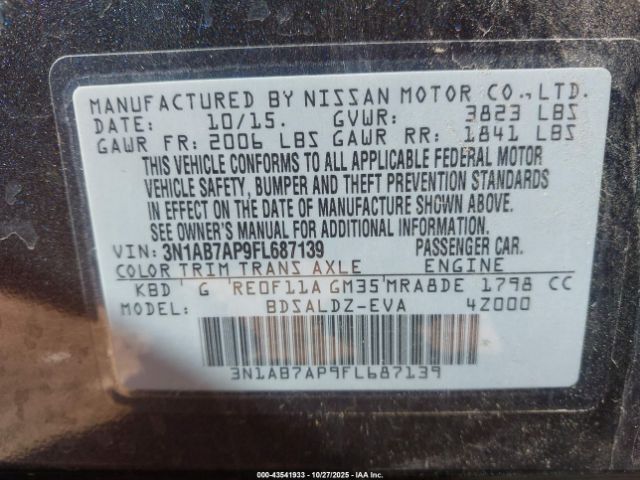 MANUFACTURED BY NISSAN MOTOR CO., LTD.
DATE: 10/15. GVWR: 3823 LBS
GAWR FR: 2006 LBS GAWR RR: 1841 LBS
THIS VEHICLE CONFORMS TO ALL APPLICABLE FEDERAL MOTOR
VEHICLE SAFETY, BUMPER AND THEFT PREVENTION STANDARDS
IN EFFECT ON THE DATE OF MANUFACTURE SHOWN ABOVE.
SEE OWNER'S MANUAL FOR ADDITIONAL INFORMATION.
VIN: 3N1AB7AP9FL687139 PASSENGER CAR.
COLOR TRIM TRANS AXLE ENGINE
KBD G RE0F11A GM35 MRA8DE 1798 CC
MODEL: BDSALDZ-EVA 4Z000
3N1AB7AP9FL687139
000-43541933 - 10/27/2025 - IAA Inc.